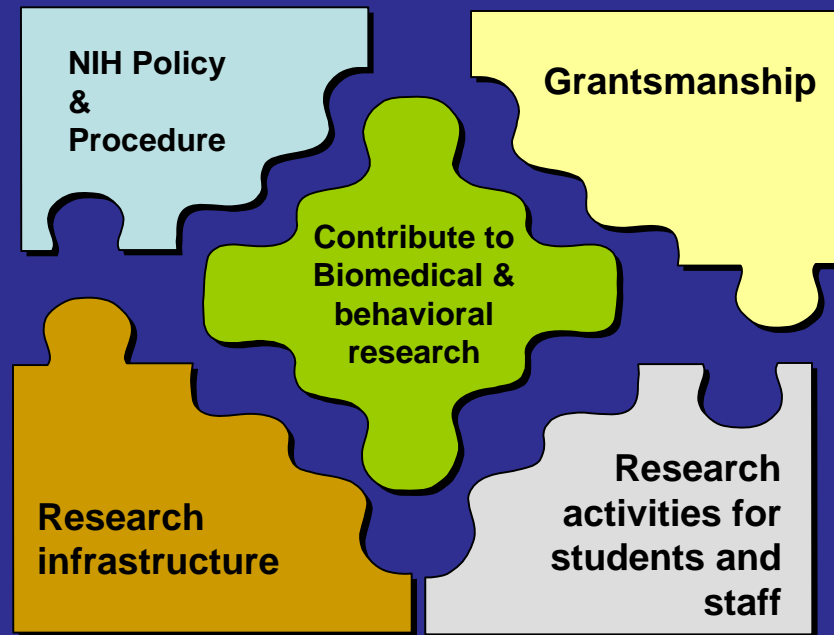 NIH Policy
&
Procedure
Grantsmanship
Contribute to
Biomedical &
behavioral
research
Research
infrastructure
Research
activities for
students and
staff